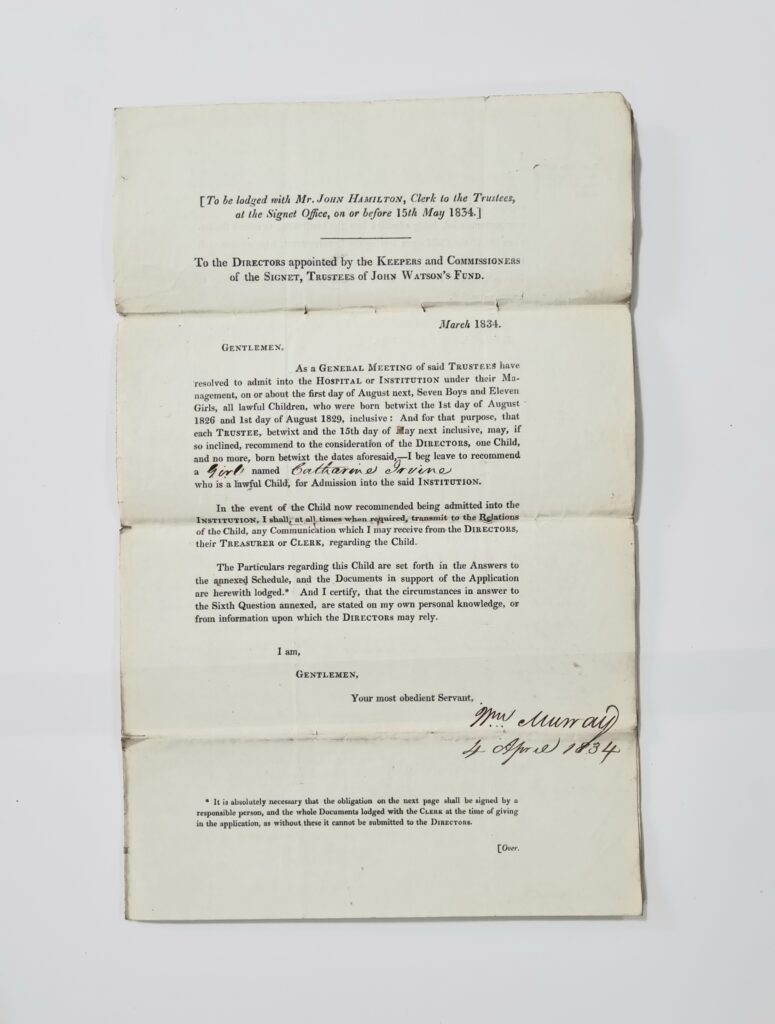 [To be lodged with Mr. JOHN HAMILTON, Clerk to the Trustees,
at the Signet Office, on or before 15th May 1834.]
To the DIRECTORS appointed by the KEEPERS and COMMISSIONERS
of the SIGNET, TRUSTEES of JOHN WATSON'S FUND.
March 1834.
GENTLEMEN,
As a GENERAL MEETING of said TRUSTEES have
resolved to admit into the HOSPITAL or INSTITUTION under their Ma-
nagement, on or about the first day of August next, Seven Boys and Eleven
Girls, all lawful Children, who were born betwixt the 1st day of August
1826 and 1st day of August 1829, inclusive: And for that purpose, that
each TRUSTEE, betwixt and the 15th day of May next inclusive, may, if
so inclined, recommend to the consideration of the DIRECTORS, one Child,
and no more, born betwixt the dates aforesaid,—I beg leave to recommend
a Girl named Catharine Irvine
who is a lawful Child, for Admission into the said INSTITUTION.
In the event of the Child now recommended being admitted into the
INSTITUTION, I shall, at all times when required, transmit to the Relations
of the Child, any Communication which I may receive from the DIRECTORS,
their TREASURER or CLERK, regarding the Child.
The Particulars regarding this Child are set forth in the Answers to
the annexed Schedule, and the Documents in support of the Application
are herewith lodged.* And I certify, that the circumstances in answer to
the Sixth Question annexed, are stated on my own personal knowledge, or
from information upon which the DIRECTORS may rely.
I am,
GENTLEMEN,
Your most obedient Servant,
Wm Murray
4 April 1834
* It is absolutely necessary that the obligation on the next page shall be signed by a
responsible person, and the whole Documents lodged with the CLERK at the time of giving
in the application, as without these it cannot be submitted to the DIRECTORS.
[Over.